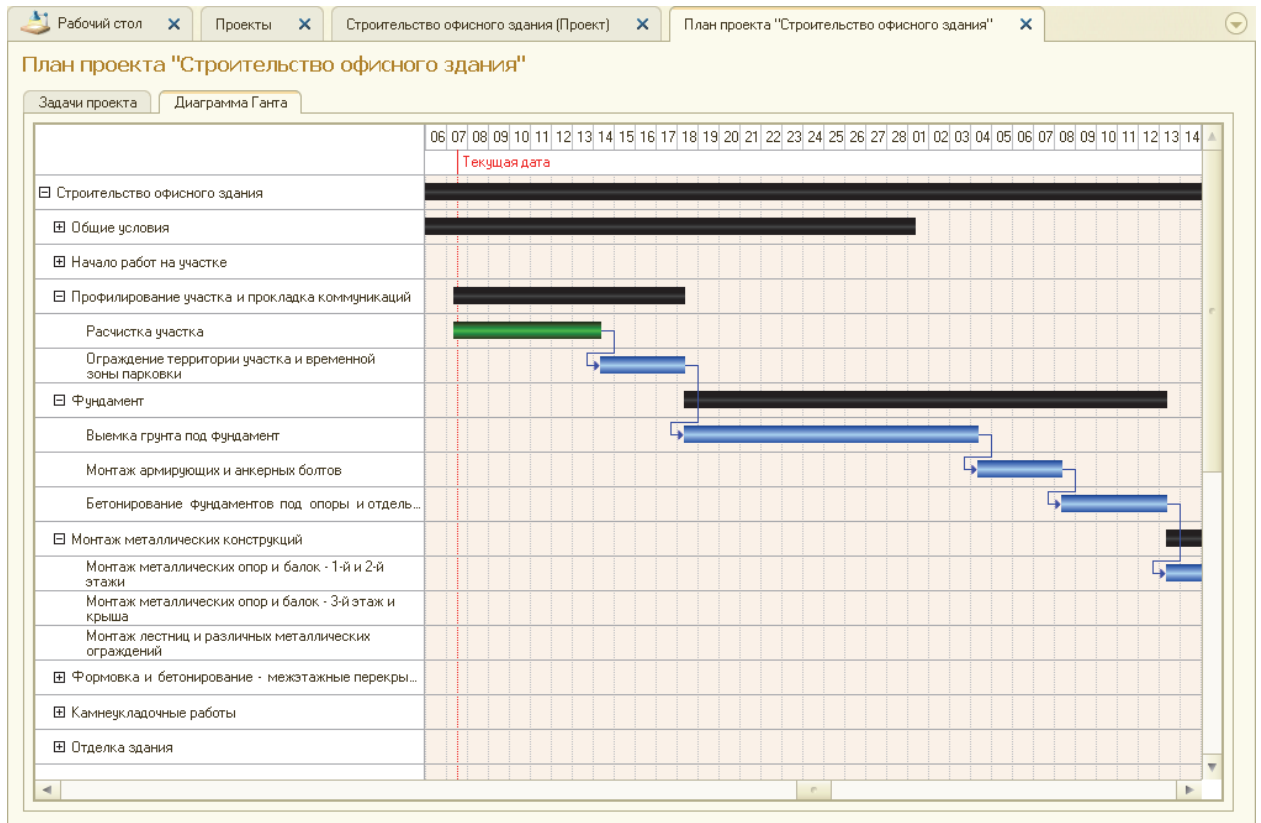 Рабочий стол
Проекты
Строительство офисного здания (Проект)
План проекта "Строительство офисного здания"
План проекта "Строительство офисного здания"
Задачи проекта
Диаграмма Ганта
06 07 08 09 10 11 12 13 14 15 16 17 18 19 20 21 22 23 24 25 26 27 28 01 02 03 04 05 06 07 08 09 10 11 12 13 14
Текущая дата
Строительство офисного здания
Общие условия
Начало работ на участке
Профилирование участка и прокладка коммуникаций
Расчистка участка
Ограждение территории участка и временной
зоны парковки
Фундамент
Выемка грунта под фундамент
Монтаж армирующих и анкерных болтов
Бетонирование фундаментов под опоры и отдель...
Монтаж металлических конструкций
Монтаж металлических опор и балок - 1-й и 2-й
этажи
Монтаж металлических опор и балок - 3-й этаж и
крыша
Монтаж лестниц и различных металлических
ограждений
Формовка и бетонирование - межэтажные перекры...
Камнеукладочные работы
Отделка здания